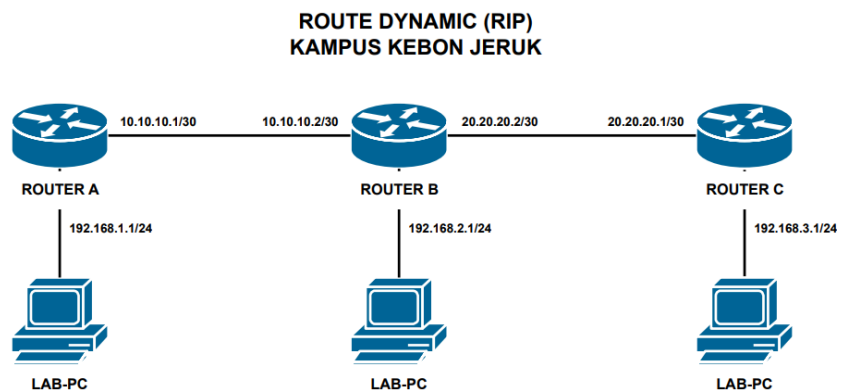 ROUTE DYNAMIC (RIP)
KAMPUS KEBON JERUK
10.10.10.1/30
10.10.10.2/30
20.20.20.2/30
20.20.20.1/30
ROUTER A
ROUTER B
ROUTER C
192.168.1.1/24
192.168.2.1/24
192.168.3.1/24
LAB-PC
LAB-PC
LAB-PC